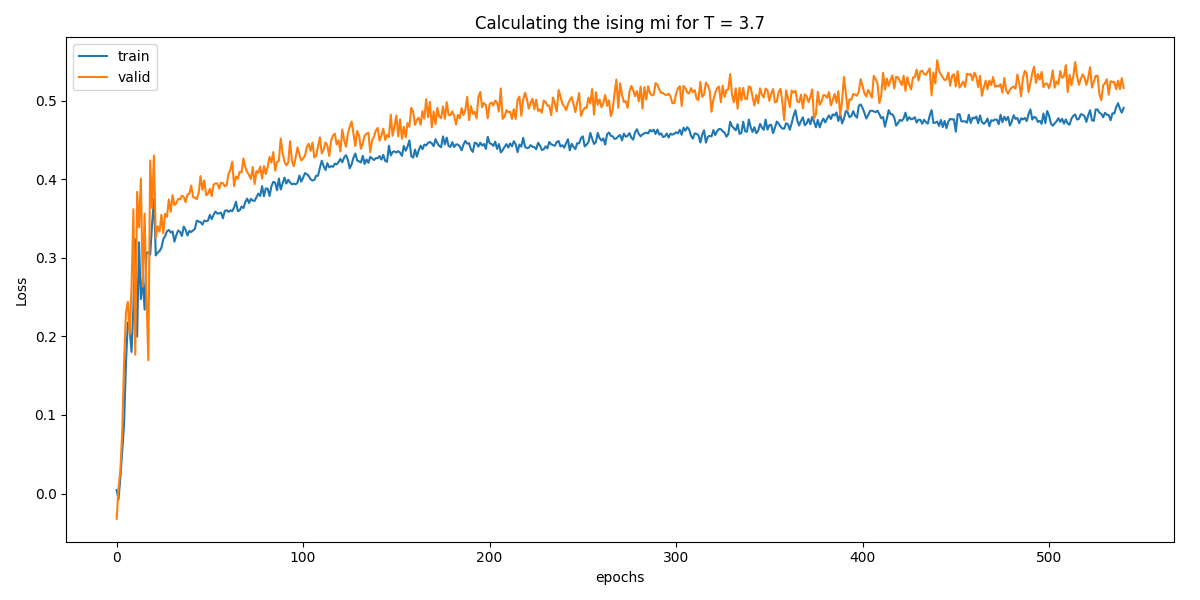 Calculating the ising mi for T = 3.7
train
valid
Loss
0.5
0.4
0.3
0.2
0.1
0.0
0 100 200 300 400 500
epochs